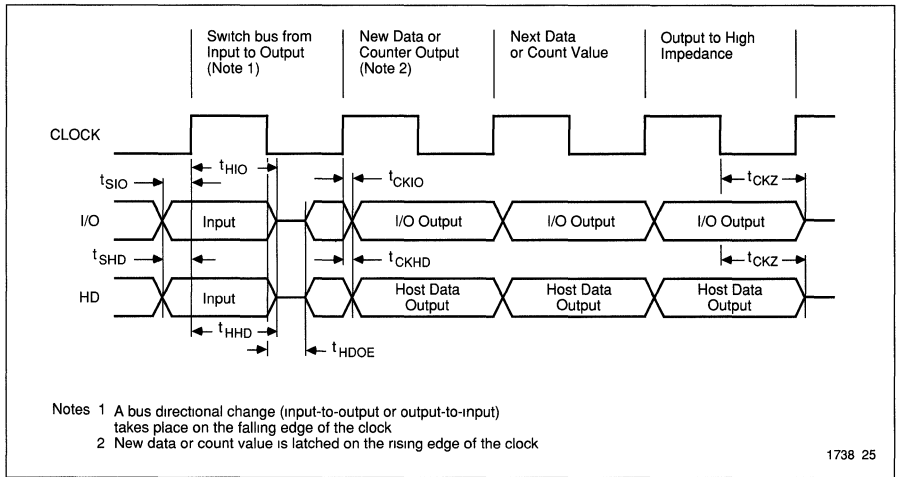 Switch bus from
Input to Output
(Note 1)
New Data or
Counter Output
(Note 2)
Next Data
or Count Value
Output to High
Impedance
CLOCK
tHIO
tSIO
tCKIO
tCKZ
I/O
Input
I/O Output
I/O Output
I/O Output
tSHD
tCKHD
tCKZ
HD
Input
Host Data
Output
Host Data
Output
Host Data
Output
tHHD
tHDOE
Notes 1 A bus directional change (input-to-output or output-to-input)
takes place on the falling edge of the clock
2 New data or count value is latched on the rising edge of the clock
1738 25